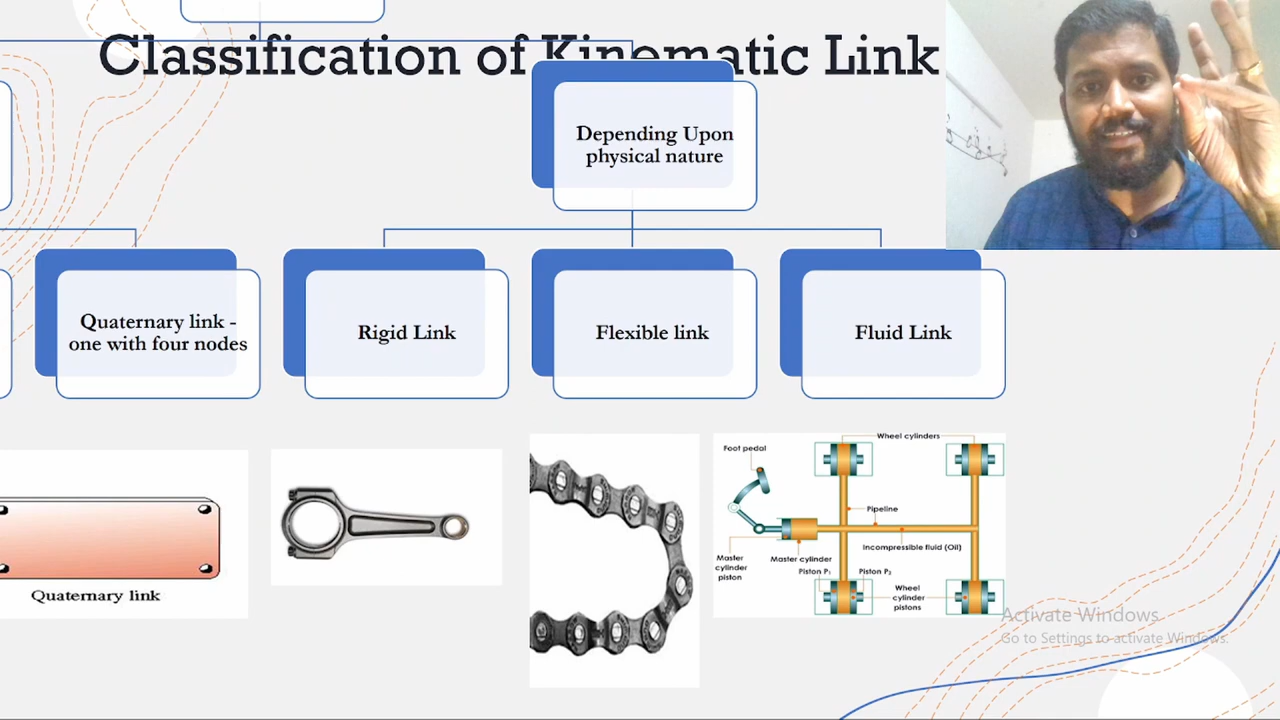 Classification of Kinematic Link
Depending Upon
physical nature
Quaternary link -
one with four nodes
Rigid Link
Flexible link
Fluid Link
Quaternary link
Wheel cylinders
Foot pedal
Pipeline
Incompressible fluid (Oil)
Master
cylinder
piston
Master cylinder
Piston P₁
Piston P₂
Wheel
cylinder
pistons
Activate Windows
Go to Settings to activate Windows.